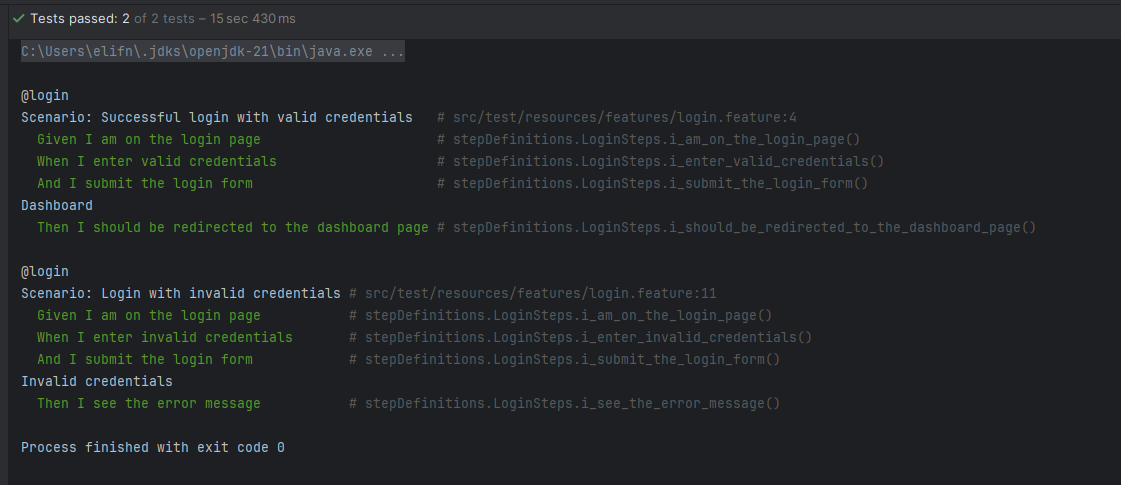 Tests passed: 2 of 2 tests – 15 sec 430 ms
C:\Users\elifn\.jdks\openjdk-21\bin\java.exe ...
@login
Scenario: Successful login with valid credentials   # src/test/resources/features/login.feature:4
  Given I am on the login page                      # stepDefinitions.LoginSteps.i_am_on_the_login_page()
  When I enter valid credentials                    # stepDefinitions.LoginSteps.i_enter_valid_credentials()
  And I submit the login form                       # stepDefinitions.LoginSteps.i_submit_the_login_form()
Dashboard
  Then I should be redirected to the dashboard page # stepDefinitions.LoginSteps.i_should_be_redirected_to_the_dashboard_page()
@login
Scenario: Login with invalid credentials # src/test/resources/features/login.feature:11
  Given I am on the login page           # stepDefinitions.LoginSteps.i_am_on_the_login_page()
  When I enter invalid credentials       # stepDefinitions.LoginSteps.i_enter_invalid_credentials()
  And I submit the login form            # stepDefinitions.LoginSteps.i_submit_the_login_form()
Invalid credentials
  Then I see the error message           # stepDefinitions.LoginSteps.i_see_the_error_message()
Process finished with exit code 0